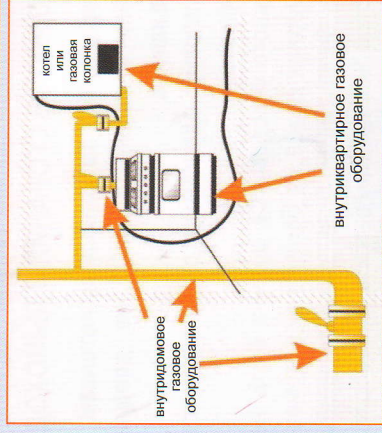 котел
или
газовая
колонка
внутридомовое
газовое
оборудование
внутриквартирное газовое
оборудование